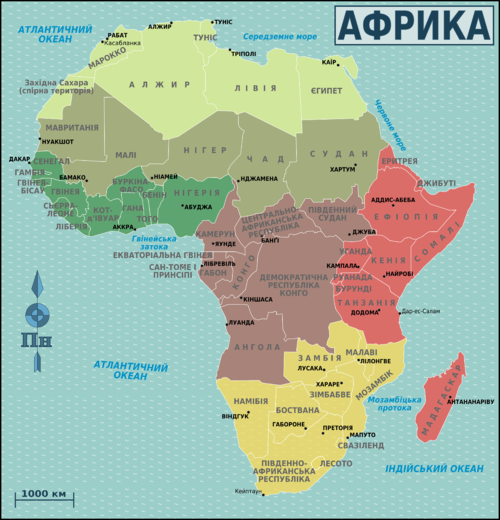 АФРИКА
АТЛАНТИЧНИЙ
ОКЕАН
АЛЖИР
ТУНІС
РАБАТ
Касабланка
МАРОККО
ТУНІС
Середземне море
ТРІПОЛІ
КАЇР
Західна Сахара
(спірна територія)
АЛЖИР
ЛІВІЯ
ЄГИПЕТ
Червоне море
МАВРИТАНІЯ
НУАКШОТ
МАЛІ
НІГЕР
ЧАД
СУДАН
ХАРТУМ
ЕРИТРЕЯ
ДЖИБУТІ
ДАКАР
СЕНЕГАЛ
ГАМБІЯ
ГВІНЕЯ-
БІСАУ
БАМАКО
ГВІНЕЯ
СЬЄРРА-
ЛЕОНЕ
ЛІБЕРІЯ
БУРКІНА-
ФАСО
НІАМЕЙ
БЕНІН
КОТ-
Д'ІВУАР
ГАНА
ТОГО
АККРА
НІГЕРІЯ
АБУДЖА
НДЖАМЕНА
Гвінейська
затока
ЕКВАТОРІАЛЬНА ГВІНЕЯ
САН-ТОМЕ І
ПРИНСІПІ
КАМЕРУН
ЯУНДЕ
ЛІБРЕВІЛЬ
ГАБОН
КОНГО
ЦЕНТРАЛЬНО-
АФРИКАНСЬКА
РЕСПУБЛІКА
БАНГІ
ПІВДЕННИЙ
СУДАН
ДЖУБА
АДДИС-АБЕБА
ЕФІОПІЯ
СОМАЛІ
УГАНДА
КАМПАЛА
КЕНІЯ
НАЙРОБІ
РУАНАДА
БУРУНДІ
ДЕМОКРАТИЧНА
РЕСПУБЛІКА
КОНГО
КІНШАСА
ТАНЗАНІЯ
ДОДОМА
Дар-ес-Салам
ЛУАНДА
АНГОЛА
Пн
АТЛАНТИЧНИЙ
ОКЕАН
ЗАМБІЯ
ЛУСАКА
МАЛАВІ
ЛІЛОНГВЕ
ХАРАРЕ
ЗІМБАБВЕ
МОЗАМБІК
Мозамбіцька
протока
МАДАГАСКАР
АНТАНАНАРІВУ
НАМІБІЯ
ВІНДГУК
БОСТВАНА
ГАБОРОНЕ
ПРЕТОРІЯ
МАПУТО
СВАЗІЛЕНД
ЛЕСОТО
ПІВДЕННО-
АФРИКАНСЬКА
РЕСПУБЛІКА
Кейптаун
ІНДІЙСЬКИЙ ОКЕАН
1000 км